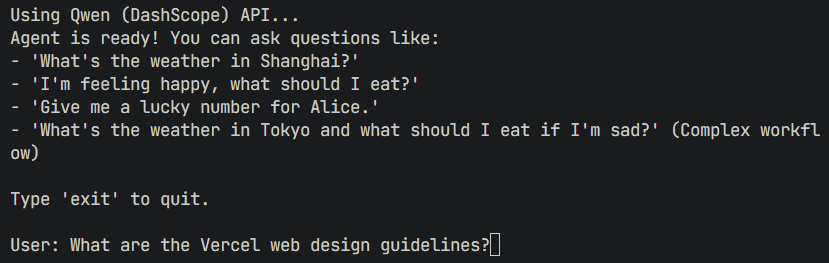 Using Qwen (DashScope) API...
Agent is ready! You can ask questions like:
- 'What's the weather in Shanghai?'
- 'I'm feeling happy, what should I eat?'
- 'Give me a lucky number for Alice.'
- 'What's the weather in Tokyo and what should I eat if I'm sad?' (Complex workfl
ow)
Type 'exit' to quit.
User: What are the Vercel web design guidelines?